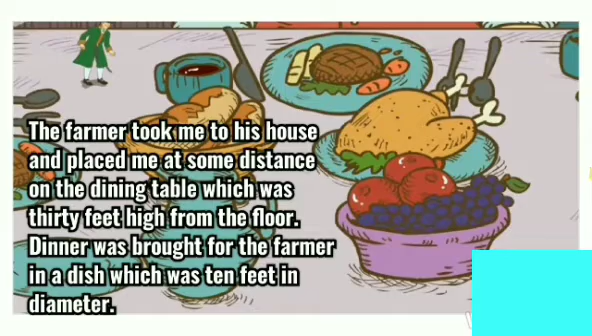 The farmer took me to his house
and placed me at some distance
on the dining table which was
thirty feet high from the floor.
Dinner was brought for the farmer
in a dish which was ten feet in
diameter.